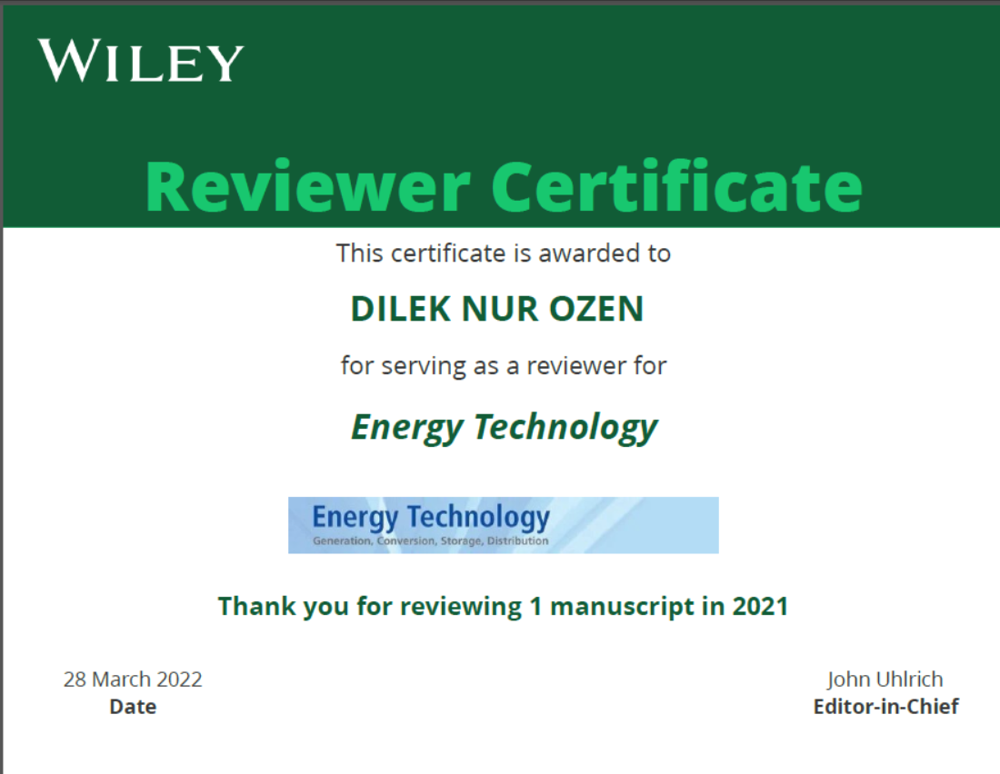 WILEY
Reviewer Certificate
This certificate is awarded to
DILEK NUR OZEN
for serving as a reviewer for
Energy Technology
Energy Technology
Generation, Conversion, Storage, Distribution
Thank you for reviewing 1 manuscript in 2021
28 March 2022
Date
John Uhlrich
Editor-in-Chief